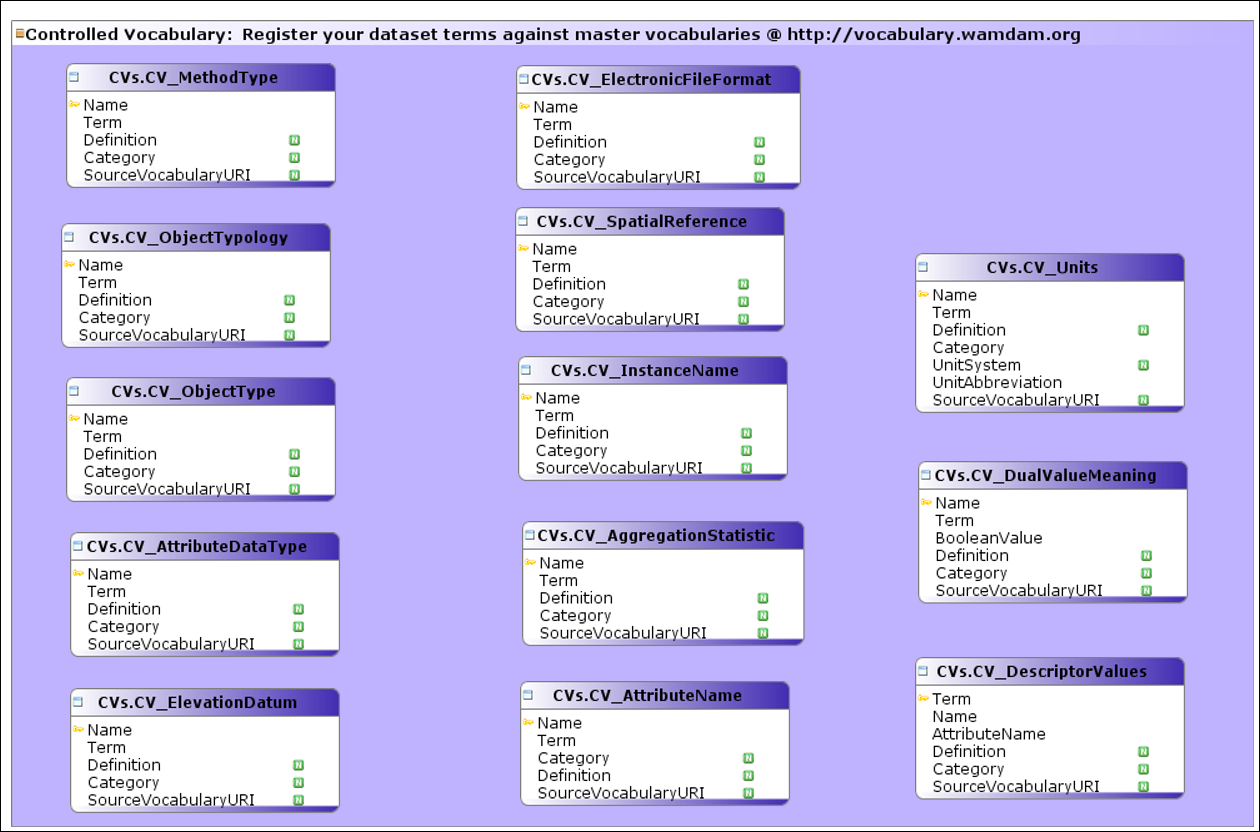 Controlled Vocabulary: Register your dataset terms against master vocabularies @ http://vocabulary.wamdam.org
CVs.CV_MethodType
Name
Term
Definition N
Category N
SourceVocabularyURI N
CVs.CV_ObjectTypology
Name
Term
Definition N
Category N
SourceVocabularyURI N
CVs.CV_ObjectType
Name
Term
Definition N
Category N
SourceVocabularyURI N
CVs.CV_AttributeDataType
Name
Term
Definition N
Category N
SourceVocabularyURI N
CVs.CV_ElevationDatum
Name
Term
Definition N
Category N
SourceVocabularyURI N
CVs.CV_ElectronicFileFormat
Name
Term
Definition N
Category N
SourceVocabularyURI N
CVs.CV_SpatialReference
Name
Term
Definition N
Category N
SourceVocabularyURI N
CVs.CV_InstanceName
Name
Term
Definition N
Category N
SourceVocabularyURI N
CVs.CV_AggregationStatistic
Name
Term
Definition N
Category N
SourceVocabularyURI N
CVs.CV_AttributeName
Name
Term
Category N
Definition N
SourceVocabularyURI N
CVs.CV_Units
Name
Term
Definition N
Category
UnitSystem N
UnitAbbreviation
SourceVocabularyURI N
CVs.CV_DualValueMeaning
Name
Term
BooleanValue
Definition N
Category N
SourceVocabularyURI N
CVs.CV_DescriptorValues
Term
Name
AttributeName
Definition N
Category N
SourceVocabularyURI N